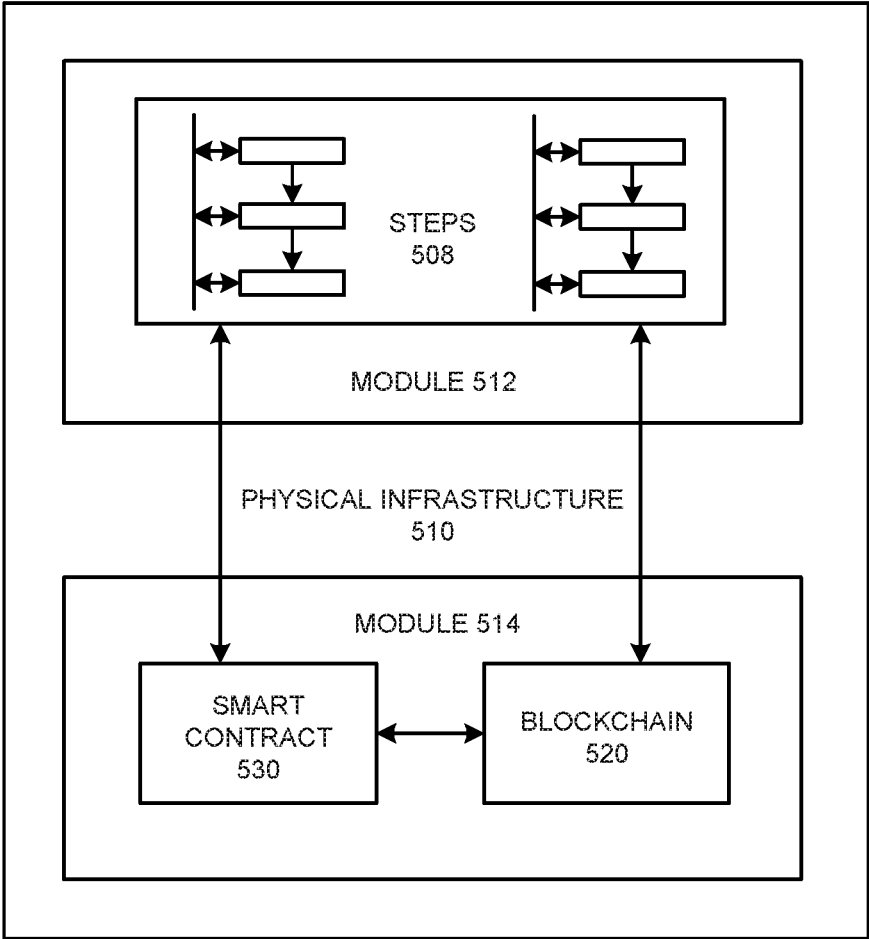 STEPS
508
MODULE 512
PHYSICAL INFRASTRUCTURE
510
MODULE 514
SMART
CONTRACT
530
BLOCKCHAIN
520